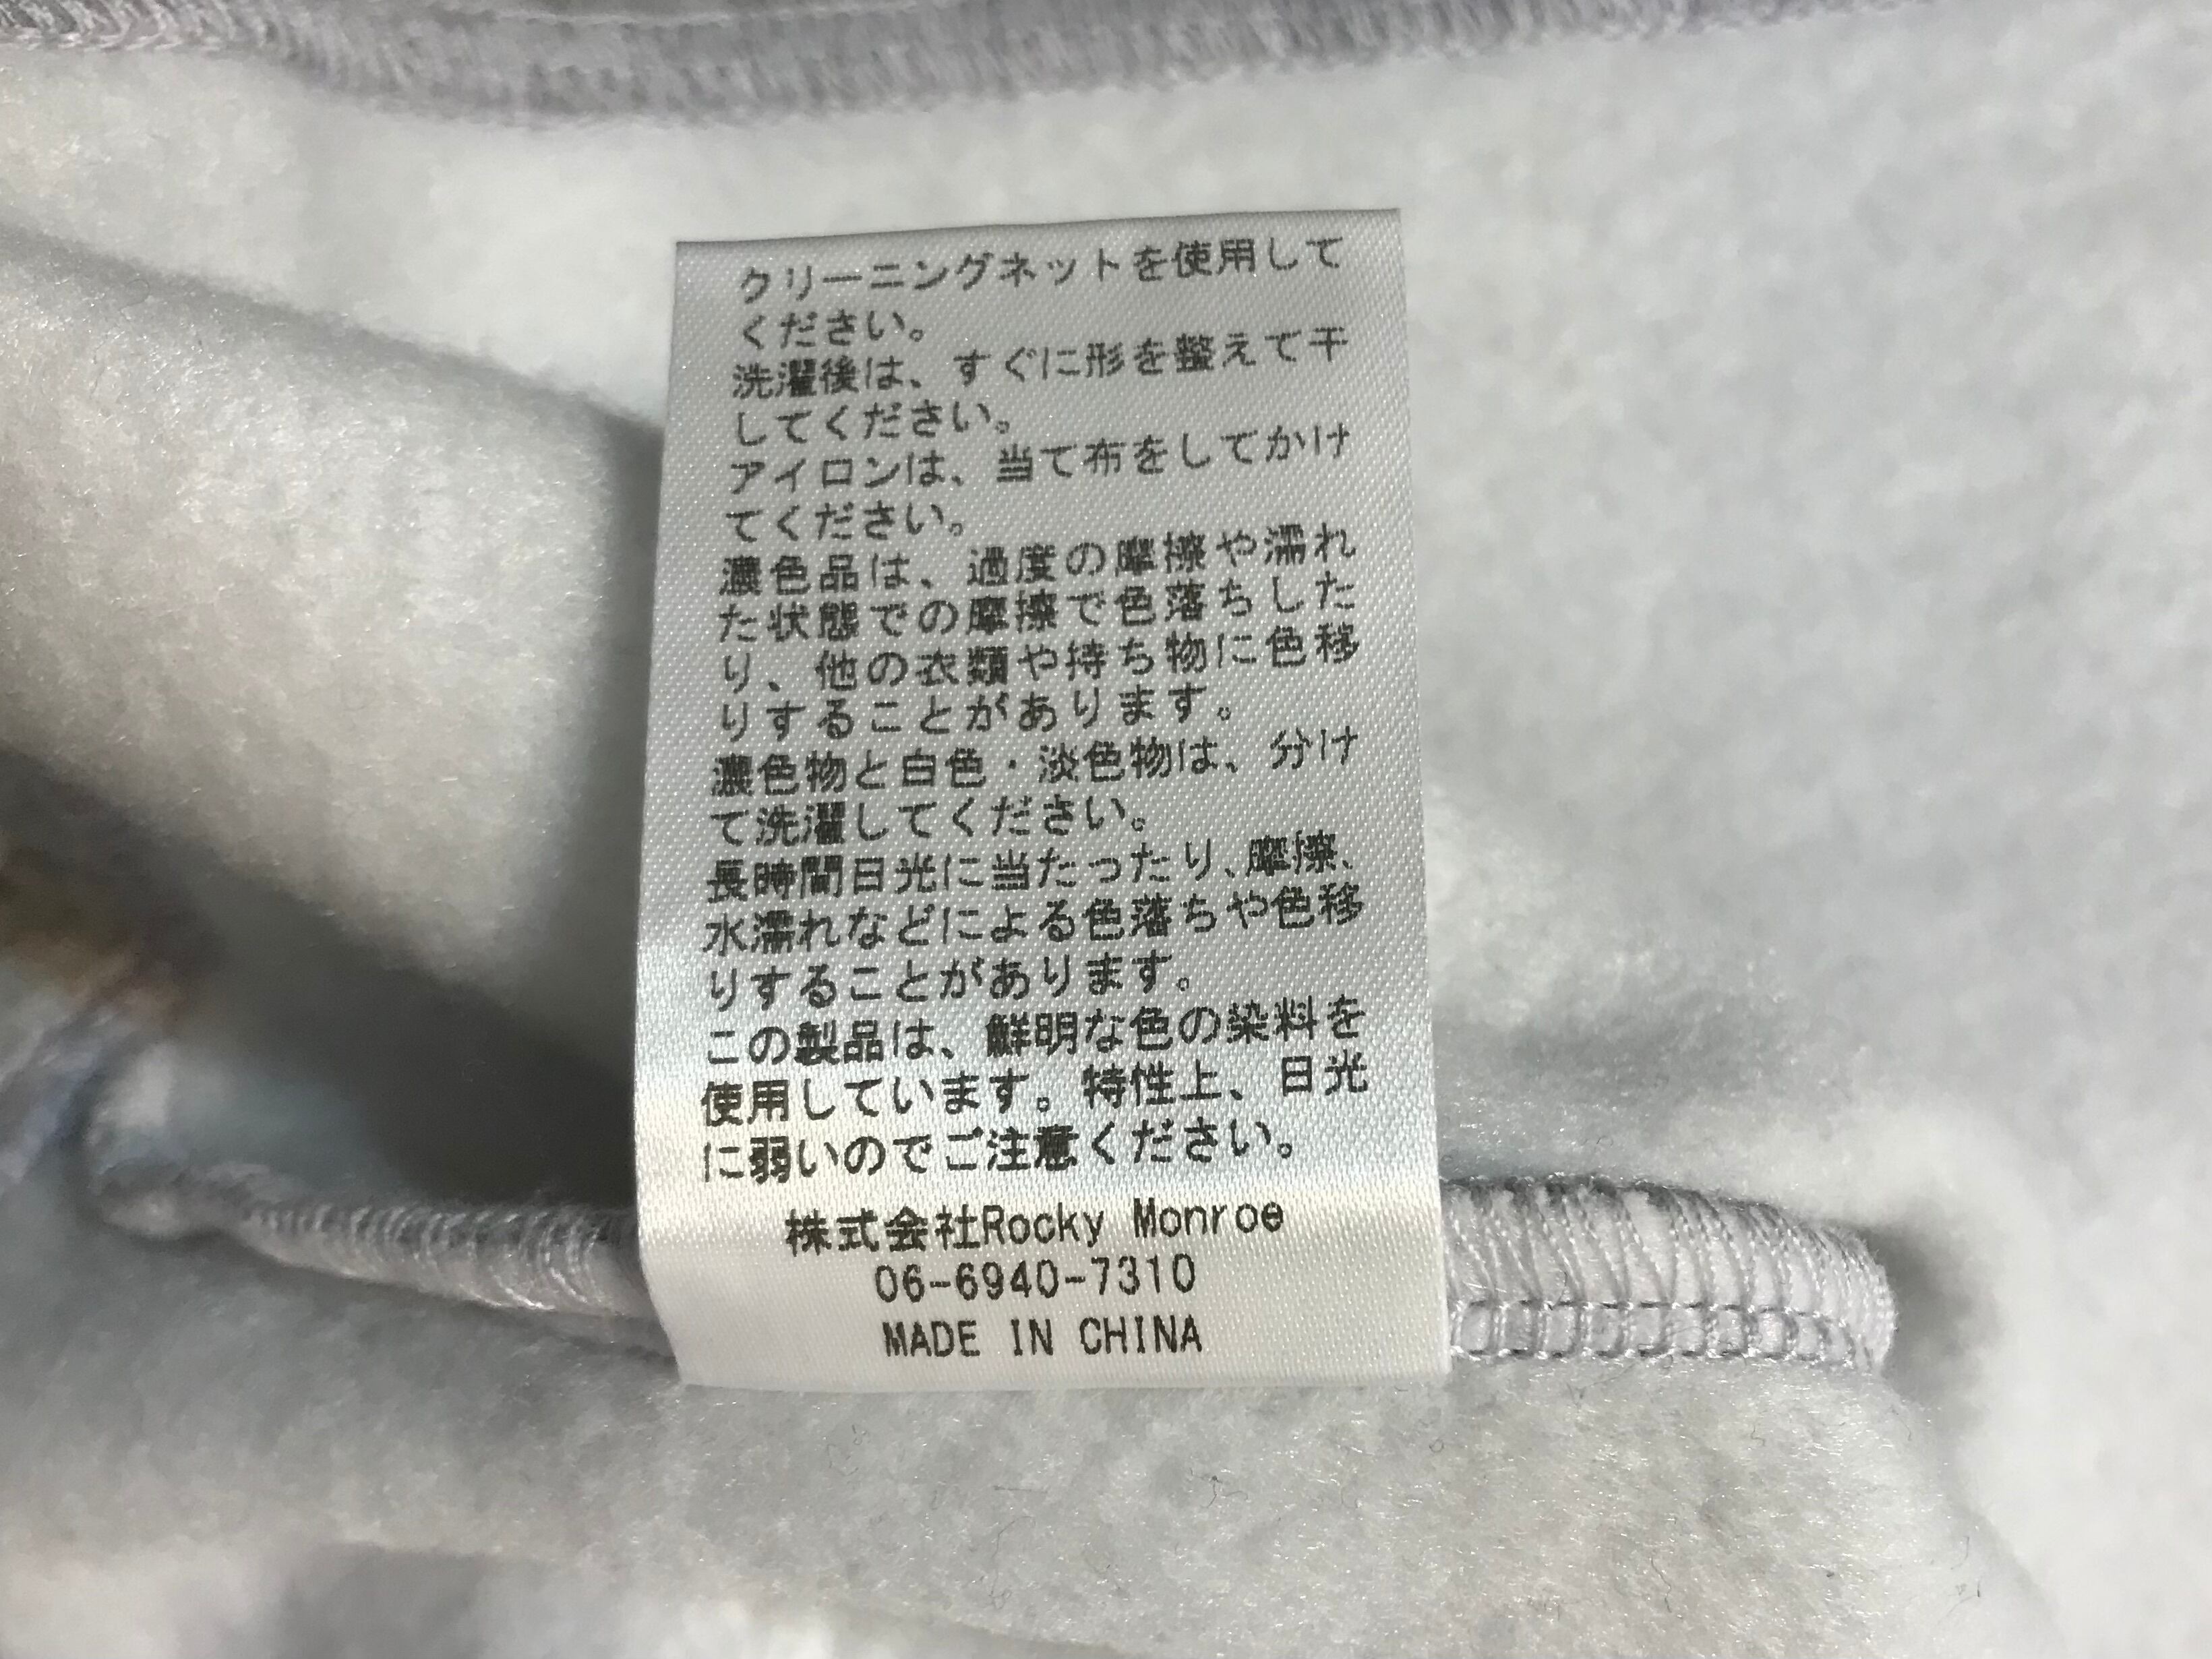 クリーニングネットを使用して
ください。
洗濯後は、すぐに形を整えて干
してください。
アイロンは、当て布をしてかけ
てください。
濃色品は、過度の摩擦や濡れ
た状態での摩擦で色落ちした
り、他の衣類や持ち物に色移
りすることがあります。
濃色物と白色・淡色物は、分け
て洗濯してください。
長時間日光に当たったり、摩擦、
水濡れなどによる色落ちや色移
りすることがあります。
この製品は、鮮明な色の染料を
使用しています。特性上、日光
に弱いのでご注意ください。
株式会社Rocky Monroe
06-6940-7310
MADE IN CHINA